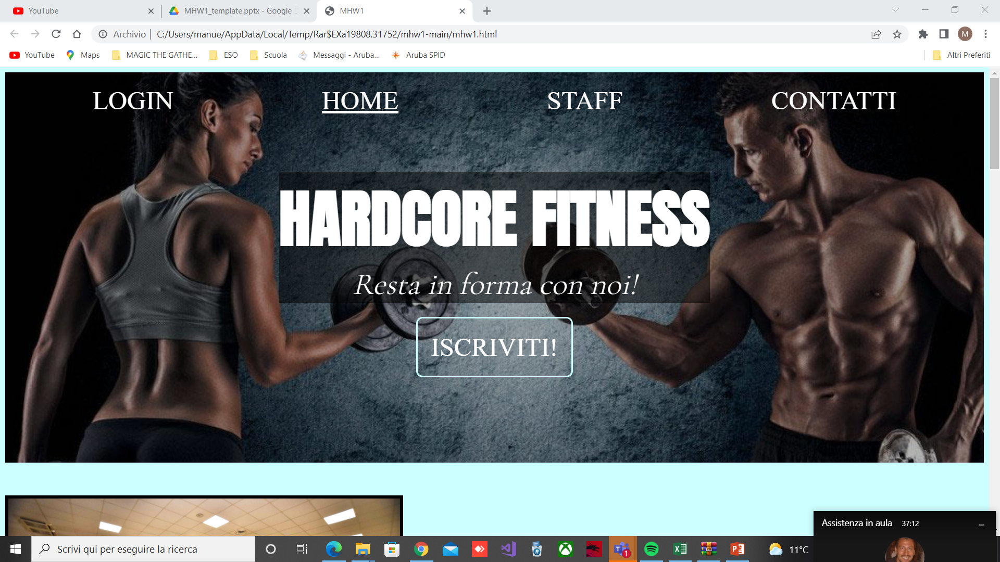 YouTube
MHW1_template.pptx - Google D
MHW1
Archivio
C:/Users/manue/AppData/Local/Temp/Rar$EXa19808.31752/mhw1-main/mhw1.html
M
YouTube
Maps
MAGIC THE GATHE...
ESO
Scuola
Messaggi - Aruba...
Aruba SPID
Altri Preferiti
LOGIN
HOME
STAFF
CONTATTI
HARDCORE FITNESS
Resta in forma con noi!
ISCRIVITI!
Assistenza in aula 37:12
Scrivi qui per eseguire la ricerca
1
11°C